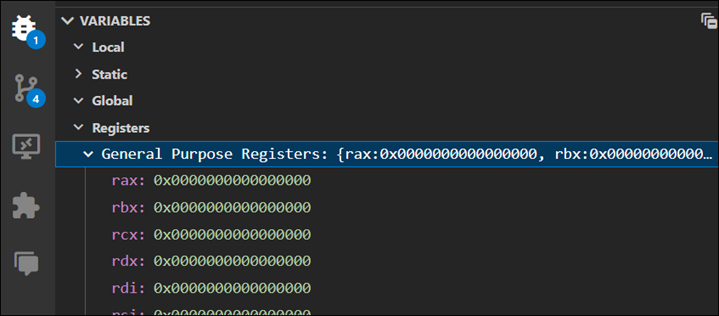 VARIABLES
1
Local
4
Static
Global
Registers
General Purpose Registers: {rax:0x0000000000000000, rbx:0x00000000000…
rax: 0x0000000000000000
rbx: 0x0000000000000000
rcx: 0x0000000000000000
rdx: 0x0000000000000000
rdi: 0x0000000000000000